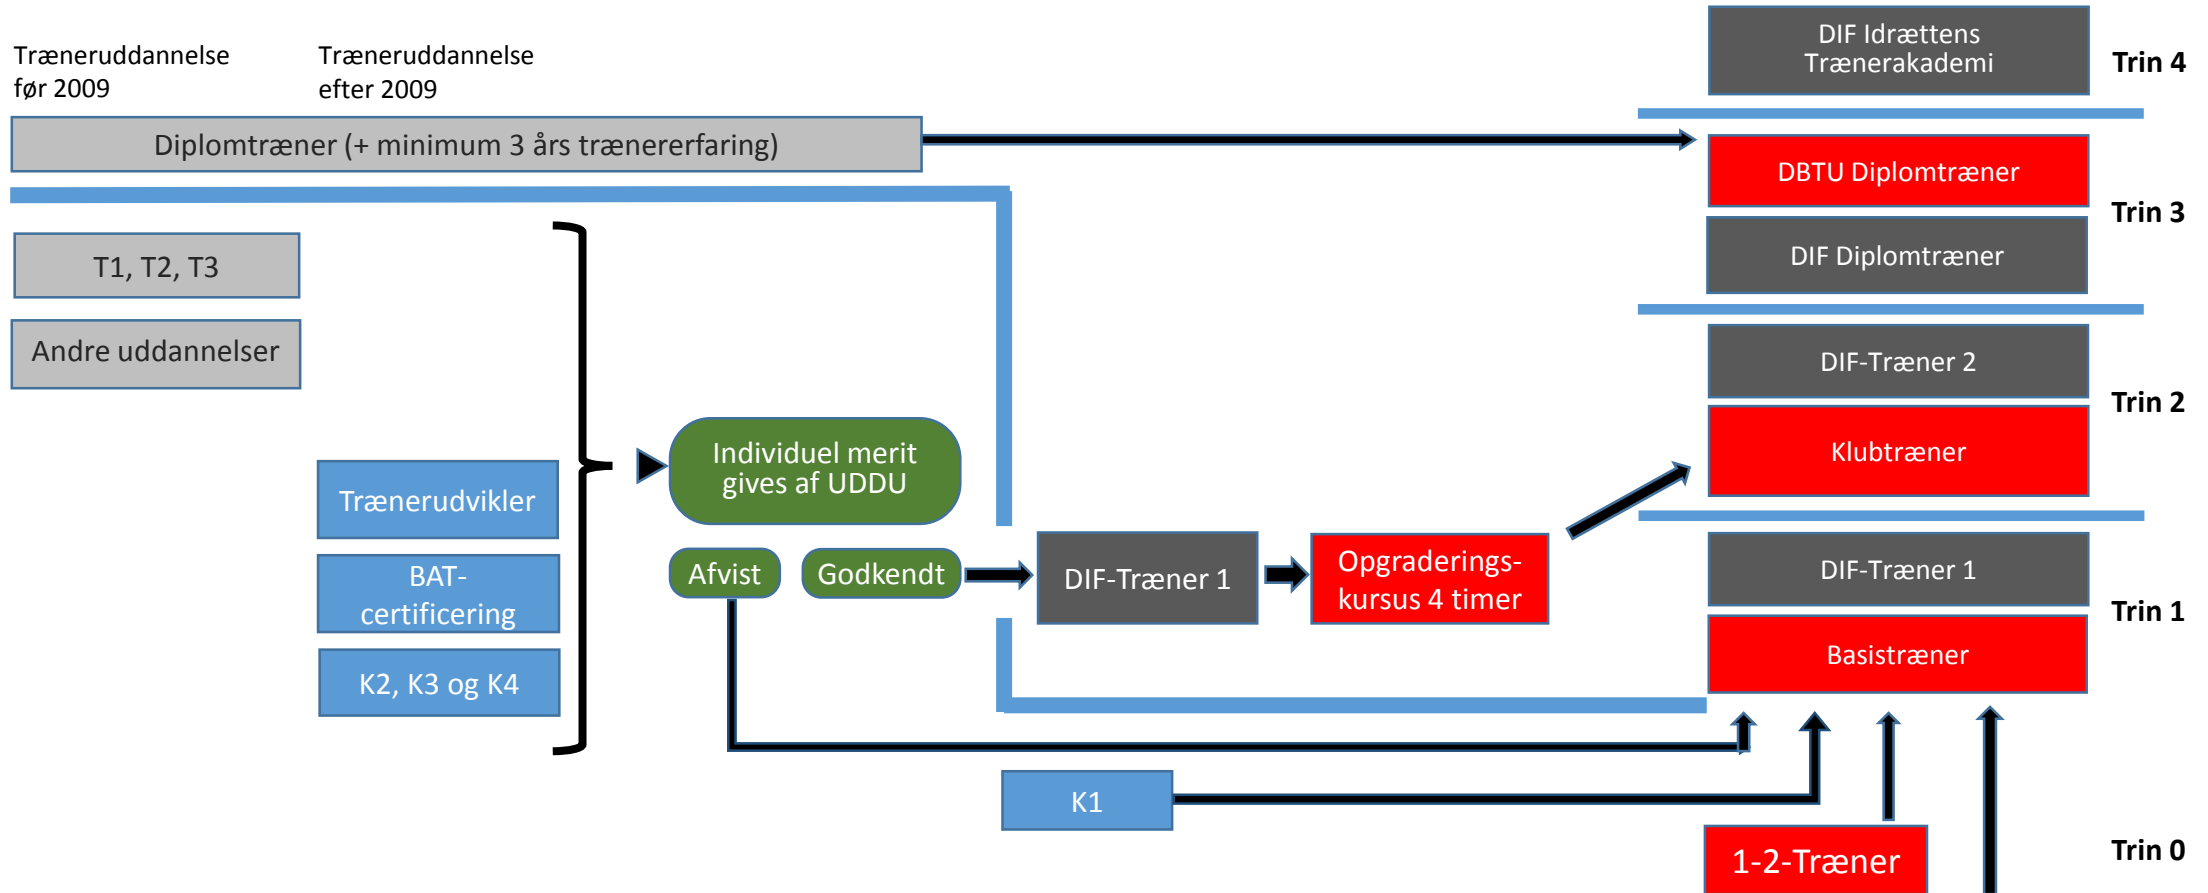 Træneruddannelse
før 2009
Træneruddannelse
efter 2009
DIF Idrættens
Trænerakademi
Trin 4
Diplomtræner (+ minimum 3 års trænererfaring)
DBTU Diplomtræner
Trin 3
DIF Diplomtræner
T1, T2, T3
Andre uddannelser
DIF-Træner 2
Trin 2
Klubtræner
Individuel merit
gives af UDDU
Trænerudvikler
BAT-
certificering
K2, K3 og K4
Afvist
Godkendt
DIF-Træner 1
Opgraderings-
kursus 4 timer
DIF-Træner 1
Trin 1
Basistræner
K1
1-2-Træner
Trin 0